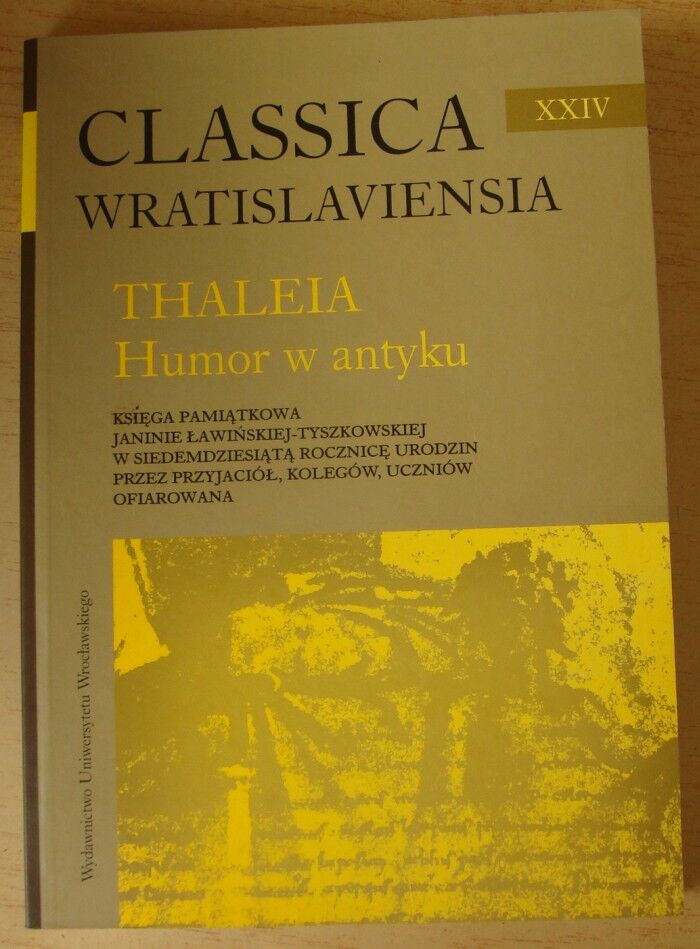 CLASSICA
XXIV
WRATISLAVIENSIA
THALEIA
Humor w antyku
KSIĘGA PAMIĄTKOWA
JANINIE ŁAWIŃSKIEJ-TYSZKOWSKIEJ
W SIEDEMDZIESIĄTĄ ROCZNICĘ URODZIN
PRZEZ PRZYJACIÓŁ, KOLEGÓW, UCZNIÓW
OFIAROWANA
Wydawnictwo Uniwersytetu Wrocławskiego